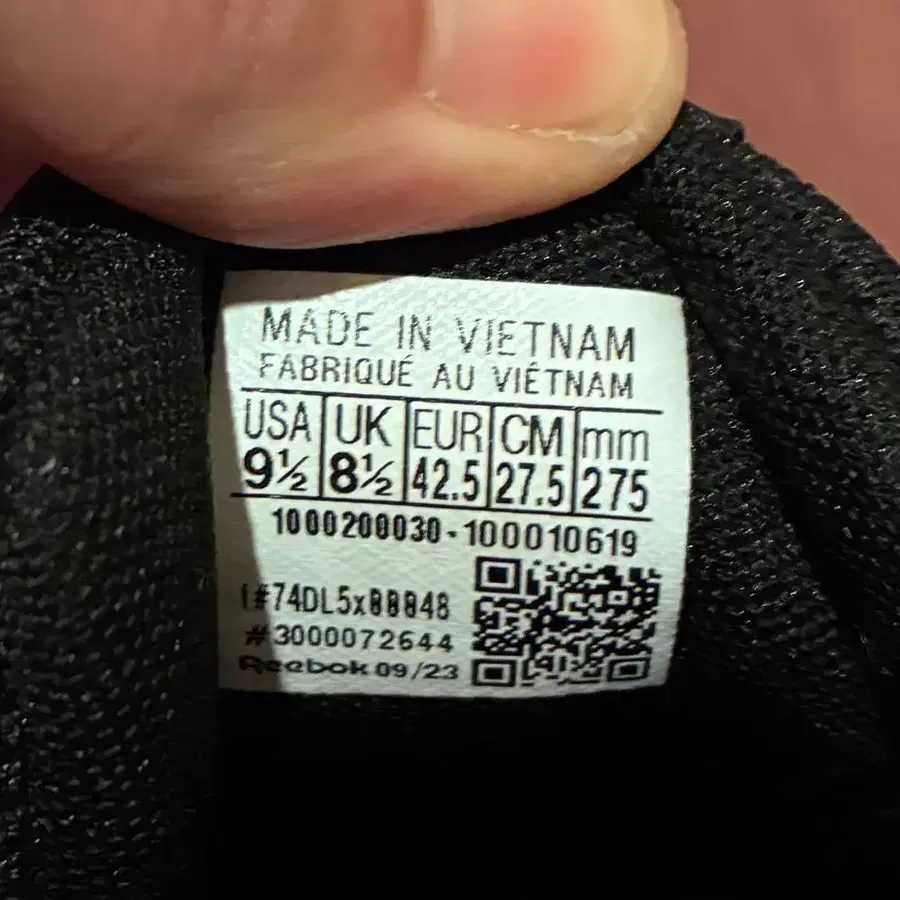 MADE IN VIETNAM
FABRIQUÉ AU VIÊTNAM
USA UK EUR CM mm
9½ 8½ 42.5 27.5 275
1000200030-100010619
#3000072644
Reebok 09/23